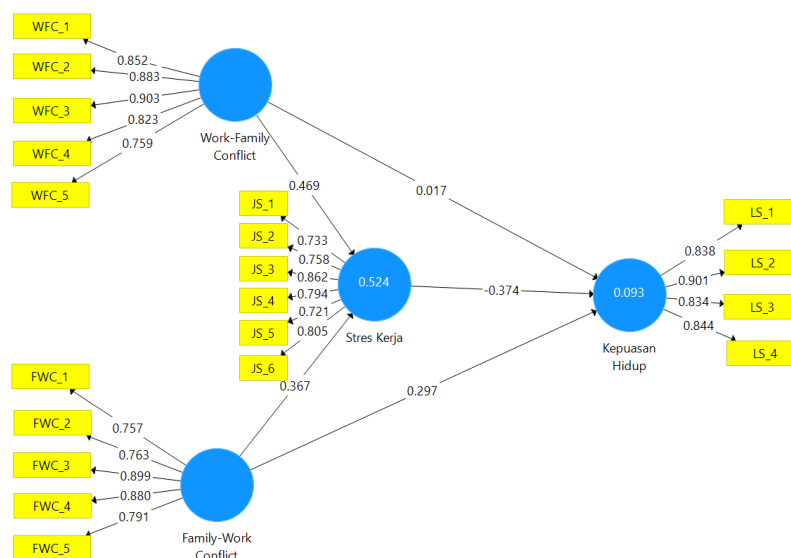 WFC_1
WFC_2
WFC_3
WFC_4
WFC_5
0.852
0.883
0.903
0.823
0.759
Work-Family
Conflict
0.469
0.017
JS_1
JS_2
JS_3
JS_4
JS_5
JS_6
0.733
0.758
0.862
0.794
0.721
0.805
0.524
Stres Kerja
-0.374
0.367
0.297
0.093
Kepuasan
Hidup
0.838
0.901
0.834
0.844
LS_1
LS_2
LS_3
LS_4
FWC_1
FWC_2
FWC_3
FWC_4
FWC_5
0.757
0.763
0.899
0.880
0.791
Family-Work
Conflict